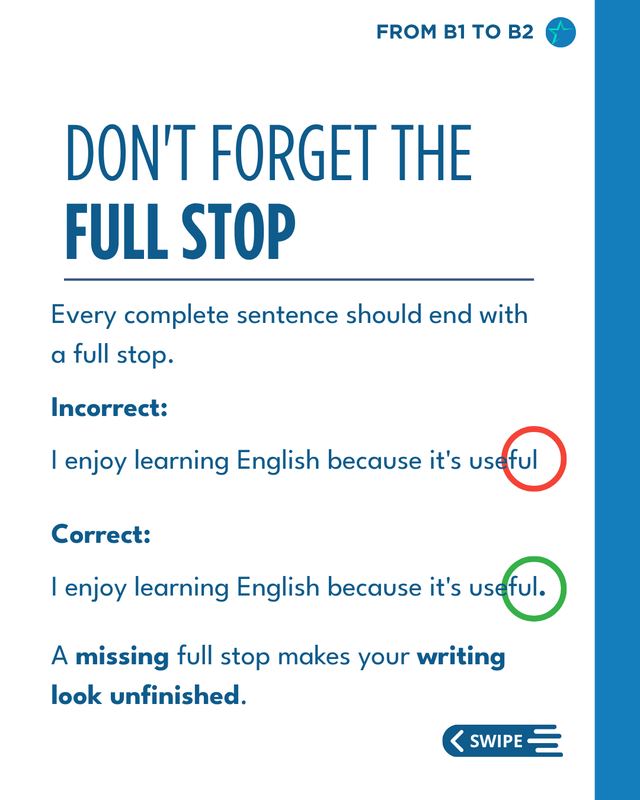 FROM B1 TO B2
DON'T FORGET THE
FULL STOP
Every complete sentence should end with
a full stop.
Incorrect:
I enjoy learning English because it's useful
Correct:
I enjoy learning English because it's useful.
A missing full stop makes your writing
look unfinished.
SWIPE